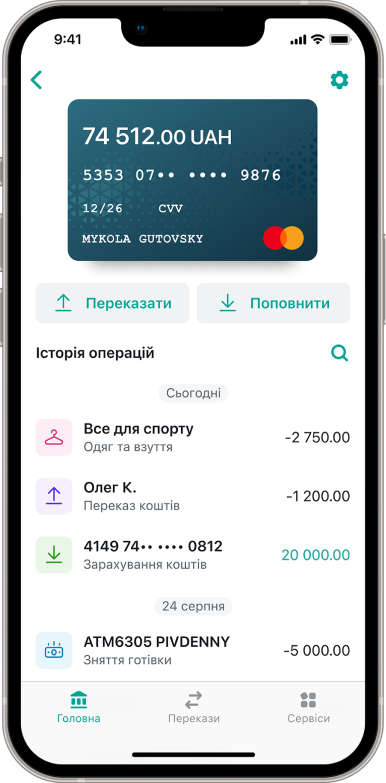 9:41
74 512.00 UAH
5353 07•• •••• 9876
12/26 CVV
MYKOLA GUTOVSKY
Переказати
Поповнити
Історія операцій
Сьогодні
Все для спорту
-2 750.00
Одяг та взуття
Олег К.
-1 200.00
Переказ коштів
4149 74•• •••• 0812
20 000.00
Зарахування коштів
24 серпня
ATM6305 PIVDENNY
-5 000.00
Зняття готівки
Головна
Перекази
Сервіси